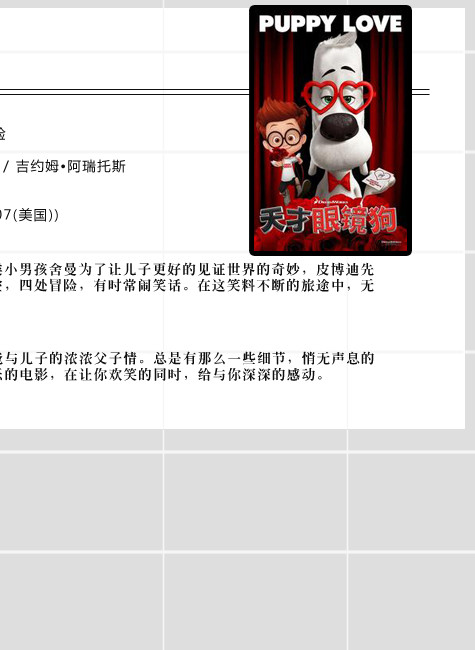 PUPPY LOVE
DreamWorks
天才眼镜狗
险
/ 吉约姆•阿瑞托斯
07(美国))
小男孩舍曼为了让儿子更好的见证世界的奇妙，皮博迪先
，四处冒险，有时常闹笑话。在这笑料不断的旅途中，无
与儿子的浓浓父子情。总是有那么一些细节，悄无声息的
的电影，在让你欢笑的同时，给与你深深的感动。